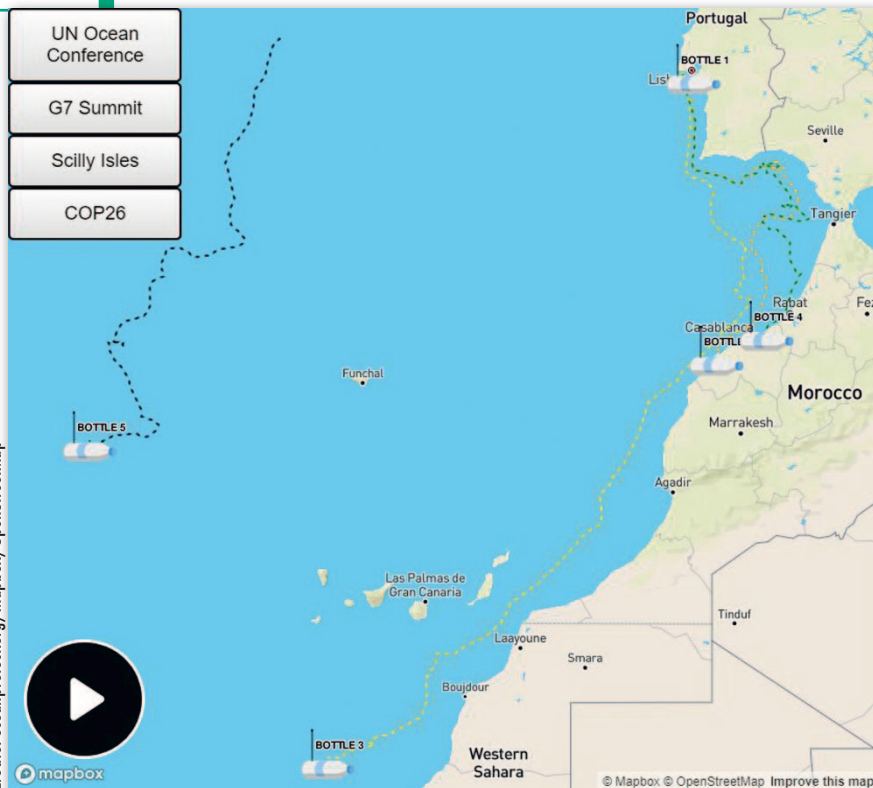 UN Ocean
Conference
G7 Summit
Scilly Isles
COP26
Portugal
BOTTLE 1
Seville
Tangier
Rabat
BOTTLE 4
Casablanca
Funchal
Morocco
Marrakesh
BOTTLE 5
Agadir
Las Palmas de
Gran Canaria
Tinduf
Laayoune
Smara
Boujdour
BOTTLE 3
Western
Sahara
mapbox
© Mapbox © OpenStreetMap Improve this map